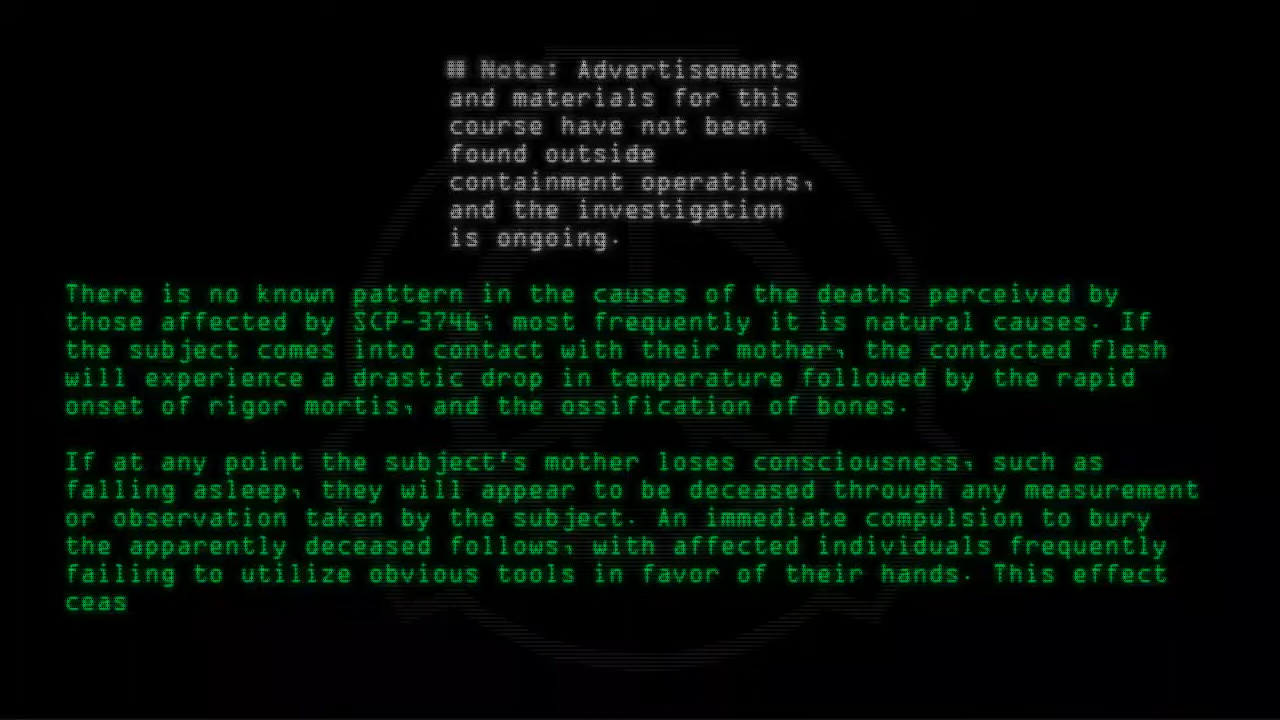 # Note: Advertisements
and materials for this
course have not been
found outside
containment operations,
and the investigation
is ongoing.
There is no known pattern in the causes of the deaths perceived by
those affected by SCP-3746; most frequently it is natural causes. If
the subject comes into contact with their mother, the contacted flesh
will experience a drastic drop in temperature followed by the rapid
onset of rigor mortis, and the ossification of bones.
If at any point the subject's mother loses consciousness, such as
falling asleep, they will appear to be deceased through any measurement
or observation taken by the subject. An immediate compulsion to bury
the apparently deceased follows, with affected individuals frequently
failing to utilize obvious tools in favor of their hands. This effect
ceas